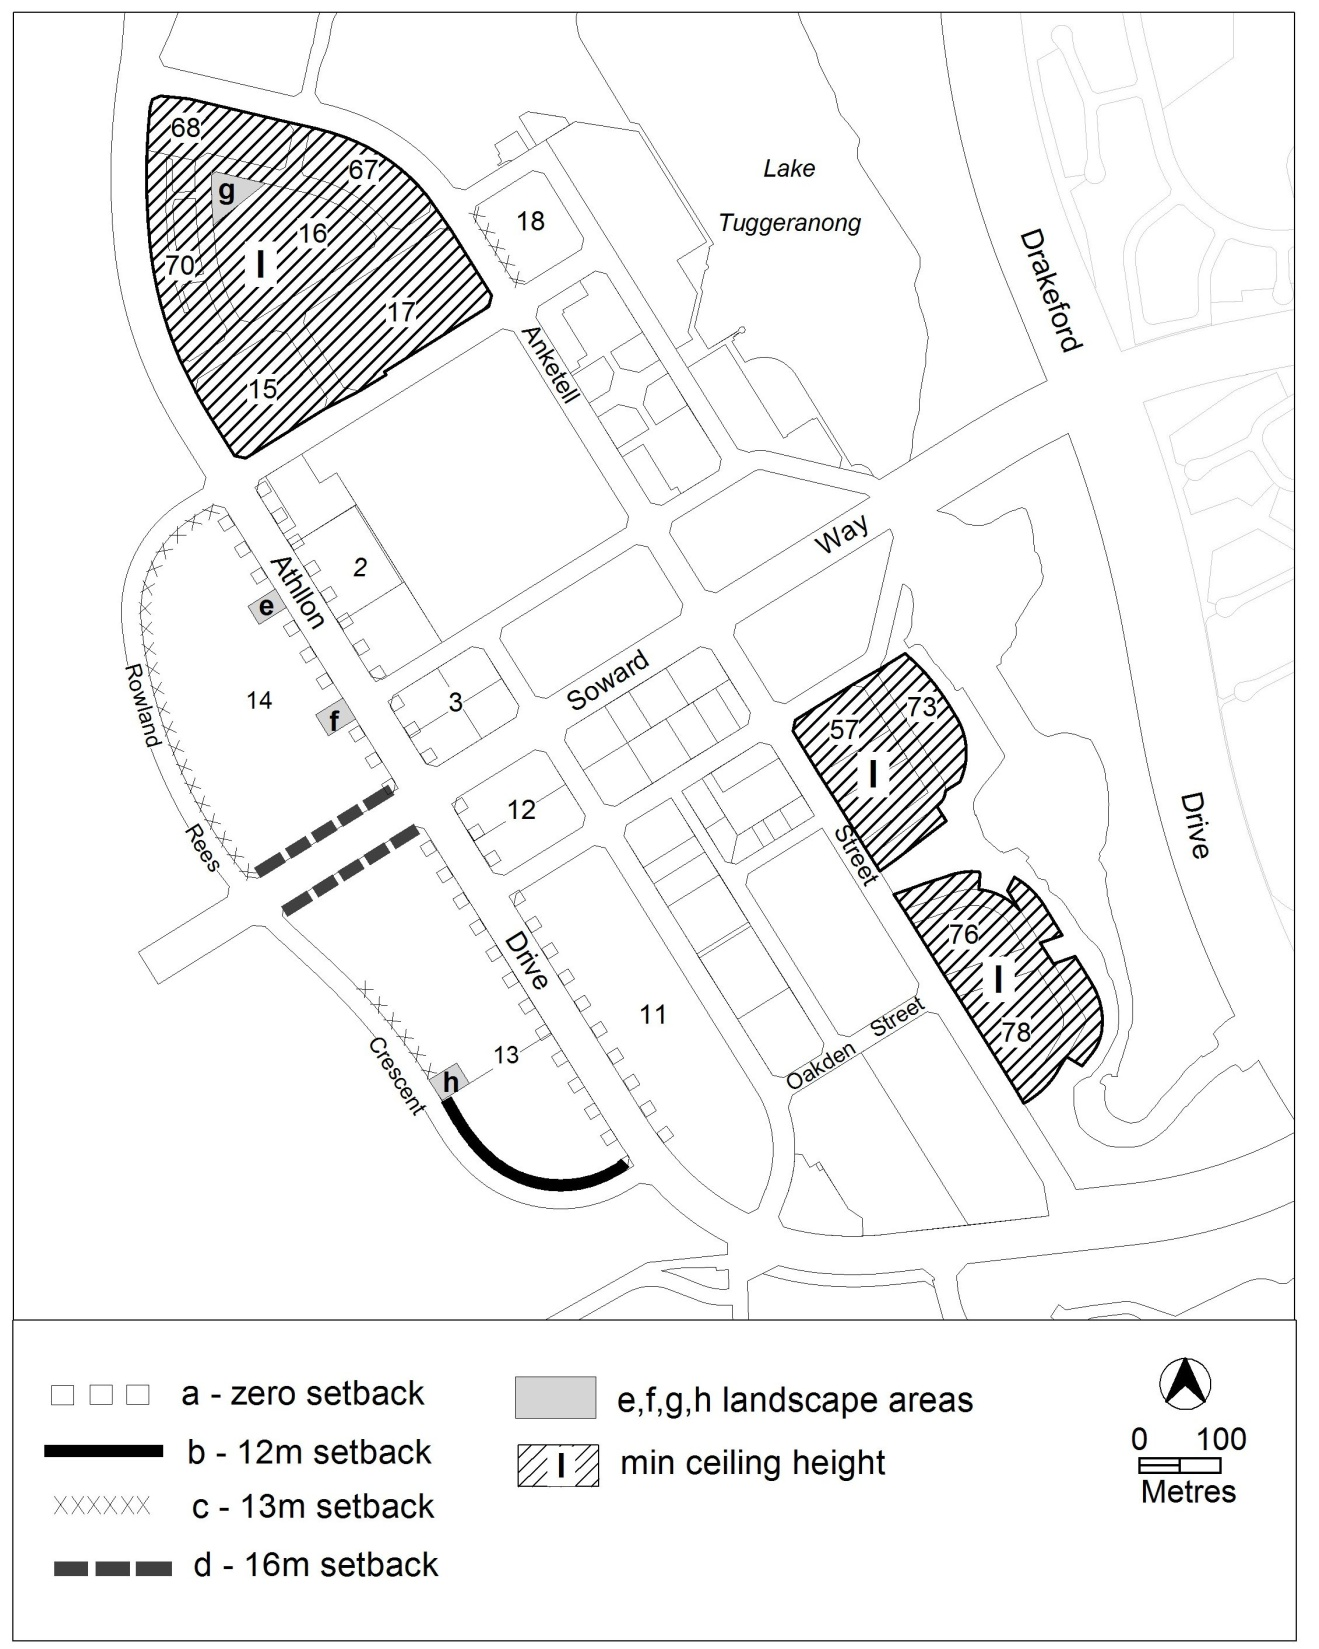 68
67
g
18
Lake
Tuggeranong
16
I
70
17
15
Drakeford
Anketell
Way
Athllon
2
e
Rowland
14
f
3
Soward
73
57
I
Drive
12
Street
Rees
76
I
78
Drive
11
Oakden Street
Crescent
13
h
a - zero setback
b - 12m setback
c - 13m setback
d - 16m setback
e,f,g,h landscape areas
I
min ceiling height
0 100
Metres